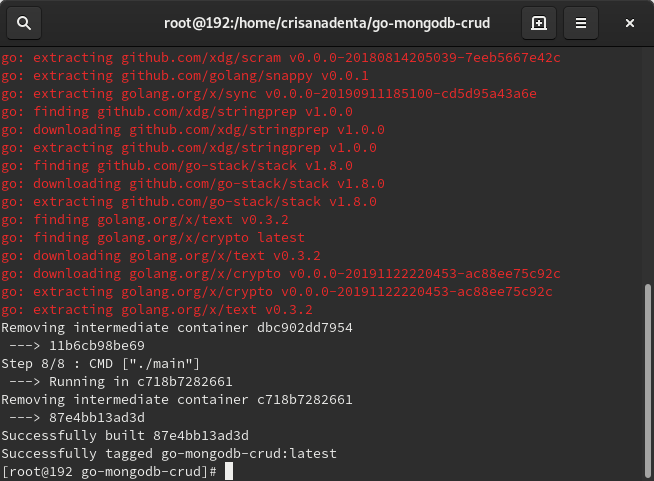 root@192:/home/crisanadenta/go-mongodb-crud
go: extracting github.com/xdg/scram v0.0.0-20180814205039-7eeb5667e42c
go: extracting github.com/golang/snappy v0.0.1
go: extracting golang.org/x/sync v0.0.0-20190911185100-cd5d95a43a6e
go: finding github.com/xdg/stringprep v1.0.0
go: downloading github.com/xdg/stringprep v1.0.0
go: extracting github.com/xdg/stringprep v1.0.0
go: finding github.com/go-stack/stack v1.8.0
go: downloading github.com/go-stack/stack v1.8.0
go: extracting github.com/go-stack/stack v1.8.0
go: finding golang.org/x/text v0.3.2
go: finding golang.org/x/crypto latest
go: downloading golang.org/x/text v0.3.2
go: downloading golang.org/x/crypto v0.0.0-20191122220453-ac88ee75c92c
go: extracting golang.org/x/crypto v0.0.0-20191122220453-ac88ee75c92c
go: extracting golang.org/x/text v0.3.2
Removing intermediate container dbc902dd7954
 ---> 11b6cb98be69
Step 8/8 : CMD ["./main"]
 ---> Running in c718b7282661
Removing intermediate container c718b7282661
 ---> 87e4bb13ad3d
Successfully built 87e4bb13ad3d
Successfully tagged go-mongodb-crud:latest
[root@192 go-mongodb-crud]#